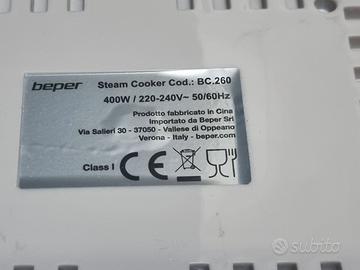 beper
Steam Cooker Cod.: BC.260
400W / 220-240V~ 50/60Hz
Prodotto fabbricato in Cina
Importato da Beper Srl
Via Salieri 30 - 37050 - Vallese di Oppeano
Verona - Italy - beper.com
Class I
CE
subito